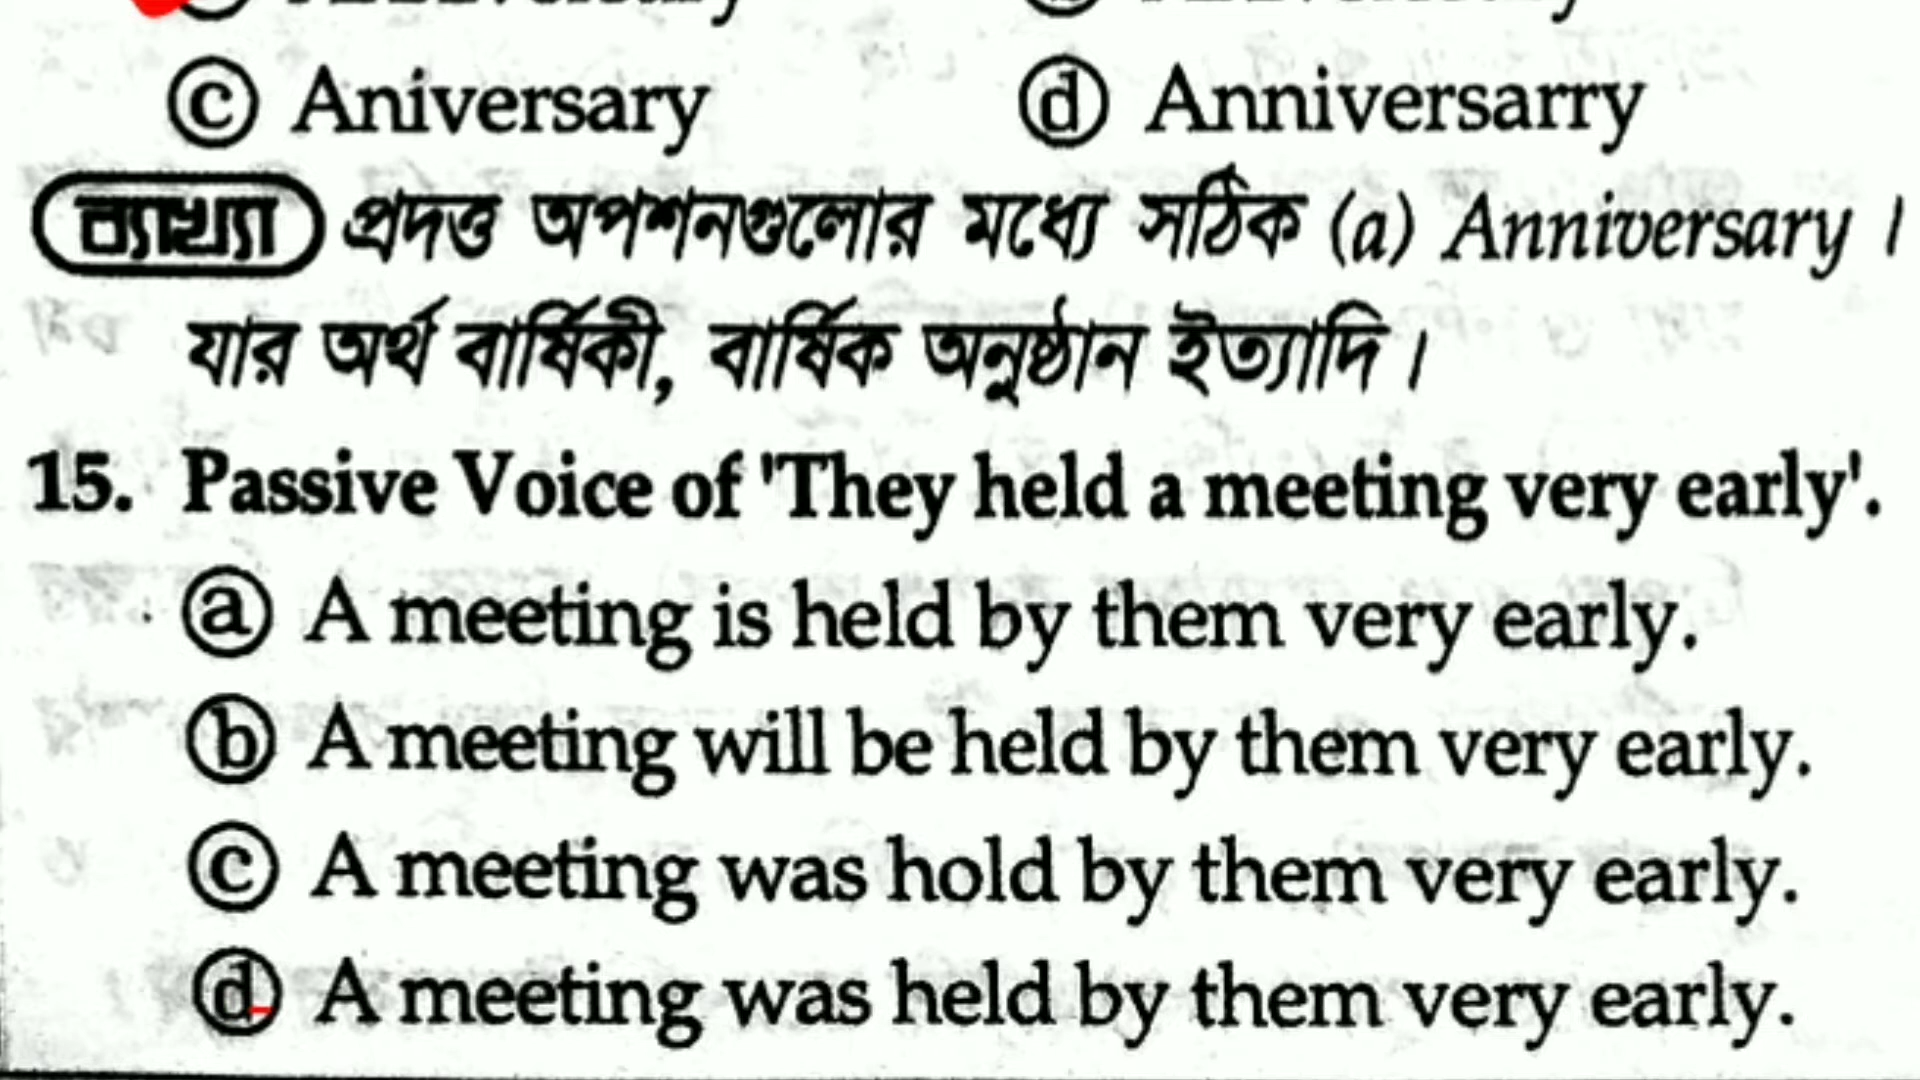 ⓒ Aniversary ⓓ Anniversarry
ব্যাখ্যা প্রদত্ত অপশনগুলোর মধ্যে সঠিক (a) Anniversary ।
যার অর্থ বার্ষিকী, বার্ষিক অনুষ্ঠান ইত্যাদি।
15. Passive Voice of 'They held a meeting very early'.
ⓐ A meeting is held by them very early.
ⓑ A meeting will be held by them very early.
ⓒ A meeting was hold by them very early.
ⓓ A meeting was held by them very early.